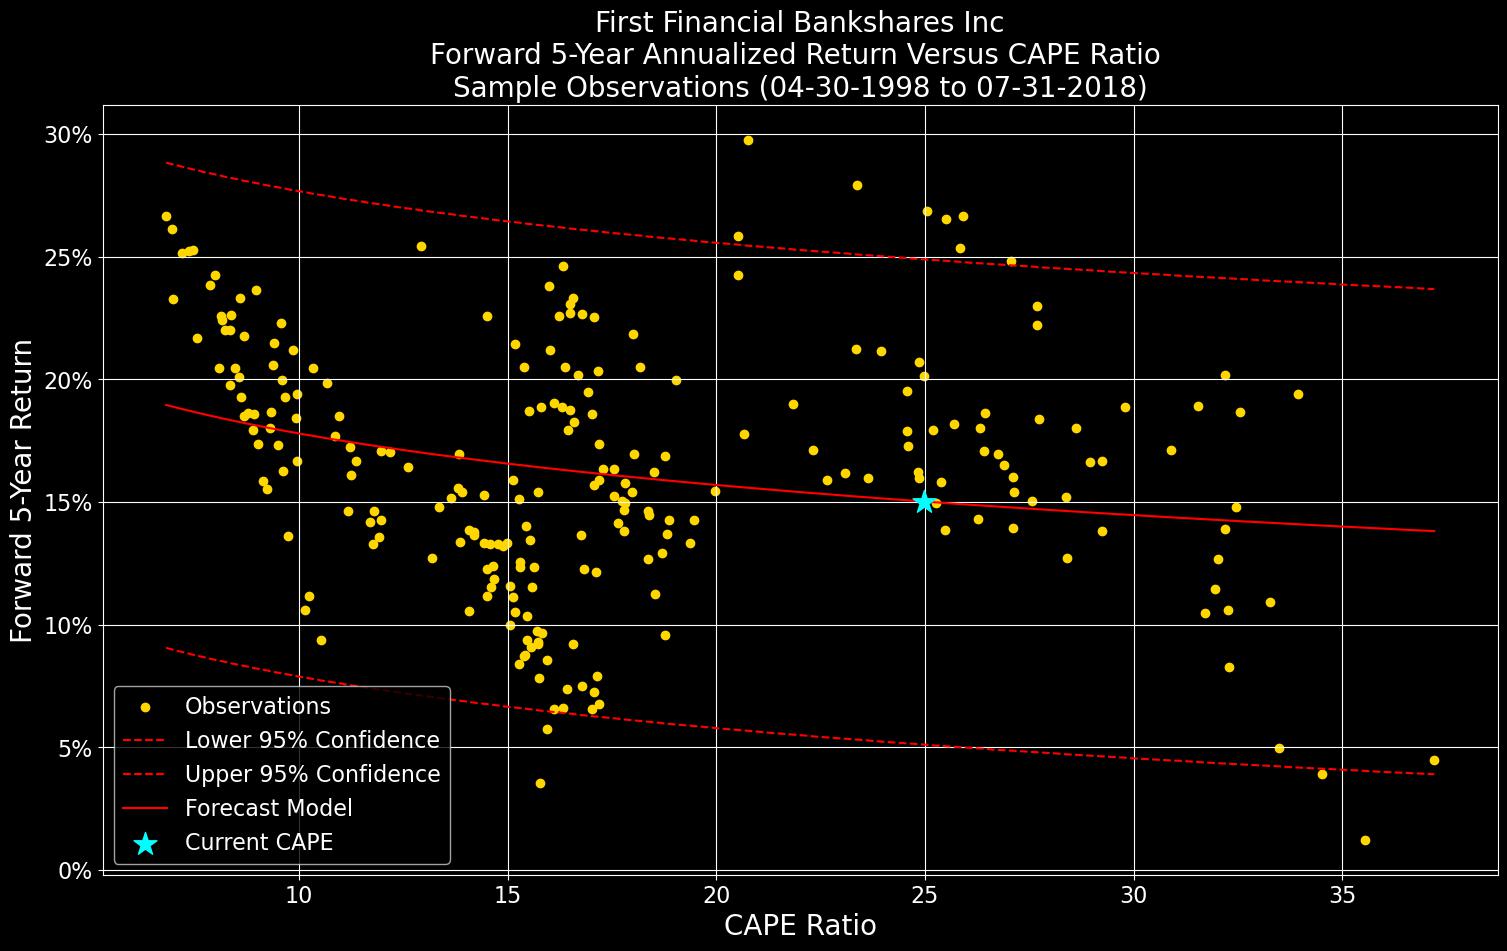 First Financial Bankshares Inc
Forward 5-Year Annualized Return Versus CAPE Ratio
Sample Observations (04-30-1998 to 07-31-2018)
Forward 5-Year Return
30%
25%
20%
15%
10%
5%
0%
Observations
Lower 95% Confidence
Upper 95% Confidence
Forecast Model
Current CAPE
10 15 20 25 30 35
CAPE Ratio